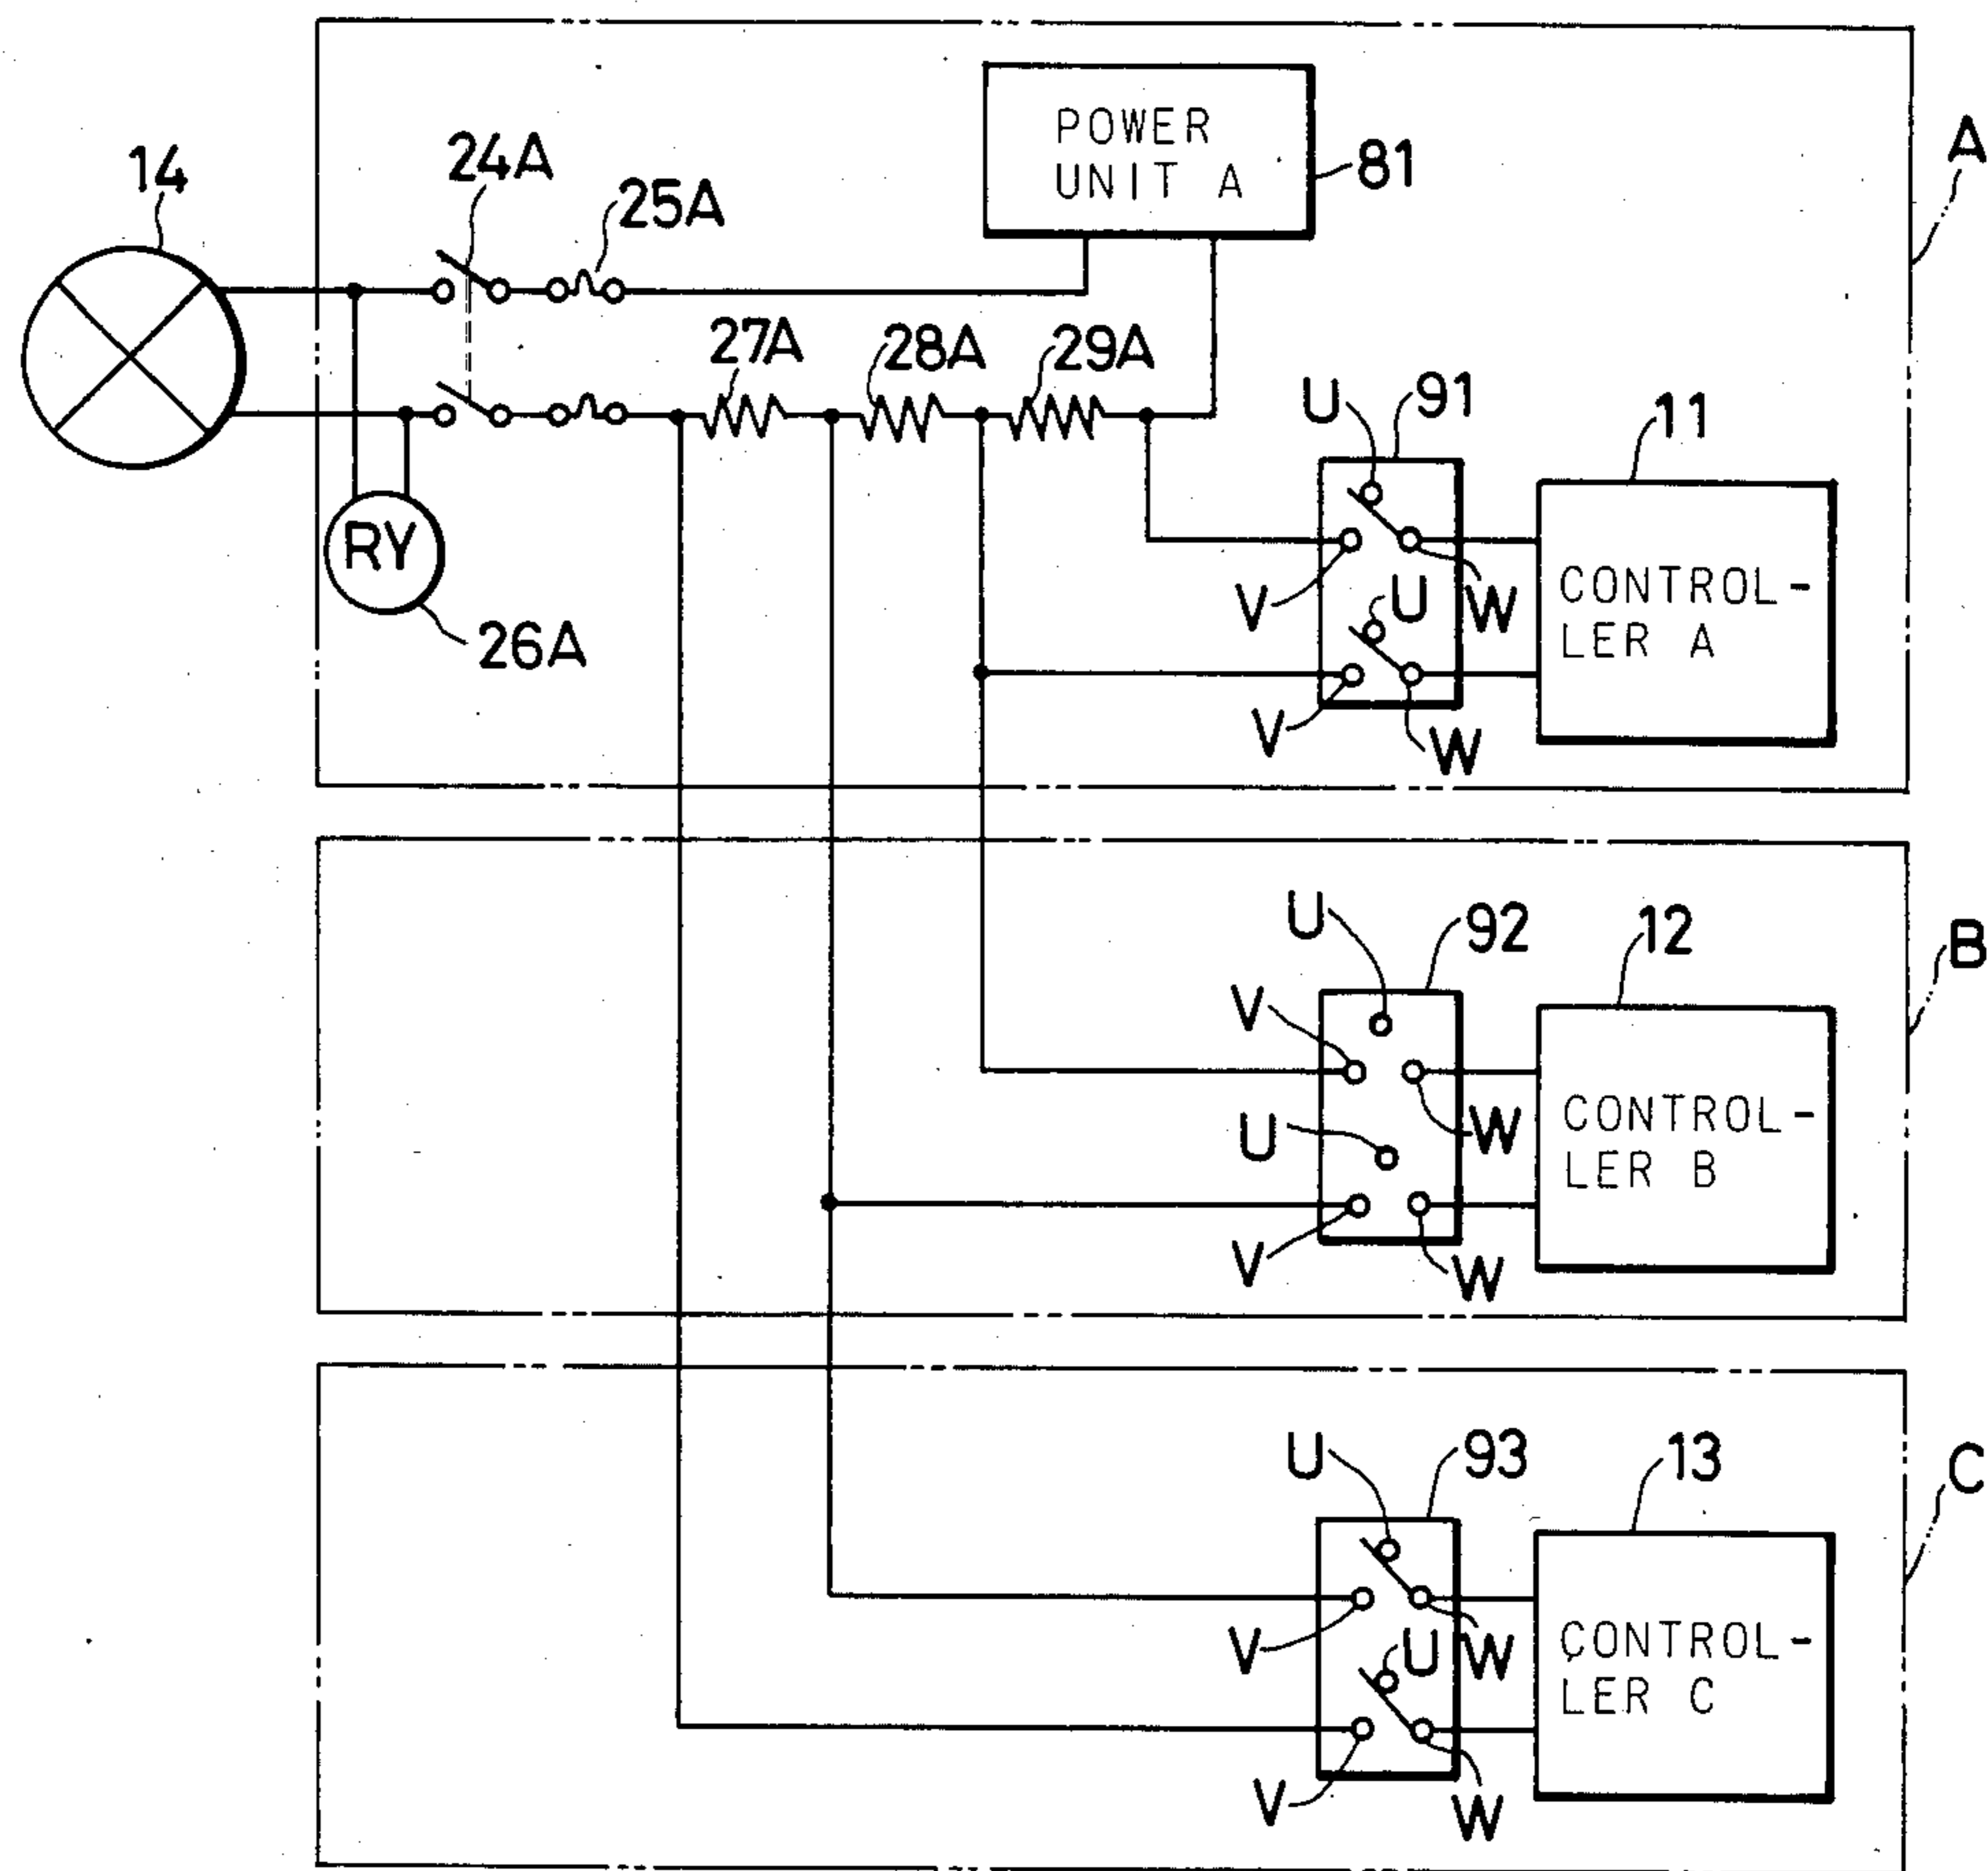 POWER
UNIT A
81
A
14
24A
25A
27A
28A
29A
U
91
11
RY
26A
V
U
W
CONTROL-
LER A
V
W
U
92
12
B
V
W
U
CONTROL-
LER B
V
W
U
93
13
C
V
U
W
CONTROL-
LER C
V
W